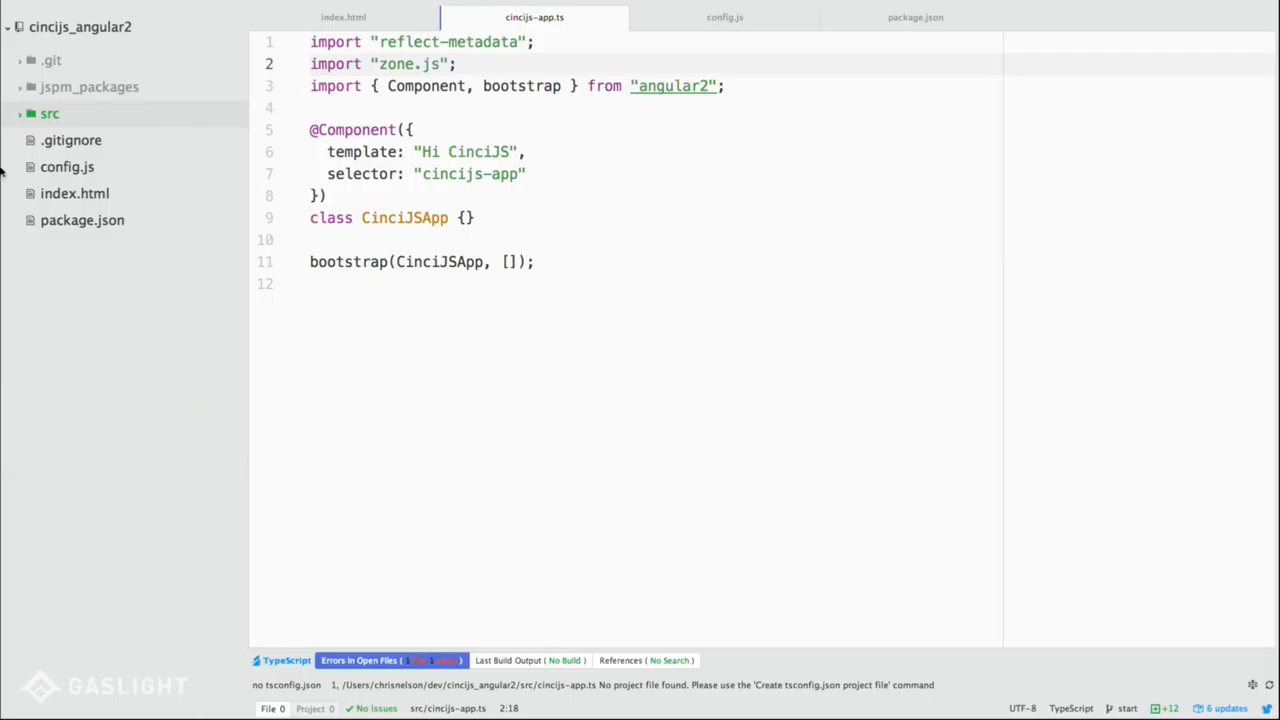 cincijs_angular2
.git
jspm_packages
src
.gitignore
config.js
index.html
package.json
index.html
cincijs-app.ts
config.js
package.json
1 import "reflect-metadata";
2 import "zone.js";
3 import { Component, bootstrap } from "angular2";
4
5 @Component({
6 template: "Hi CinciJS",
7 selector: "cincijs-app"
8 })
9 class CinciJSApp {}
10
11 bootstrap(CinciJSApp, []);
12
TypeScript Errors In Open Files ( ) Last Build Output ( No Build ) References ( No Search )
no tsconfig.json 1, /Users/chrisnelson/dev/cincijs_angular2/src/cincijs-app.ts No project file found. Please use the 'Create tsconfig.json project file' command
File 0 Project 0 No Issues src/cincijs-app.ts 2:18 UTF-8 TypeScript start +12 6 updates
GASLIGHT